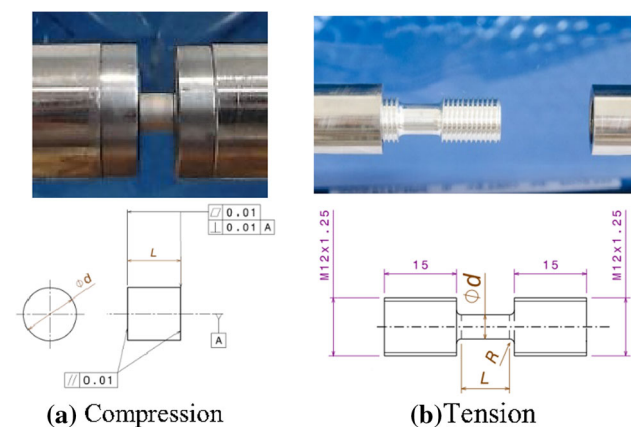 ⏥ 0.01
⊥ 0.01 A
L
Φd
A
// 0.01
(a) Compression
M12x1.25
15
15
M12x1.25
Φd
R
L
(b)Tension